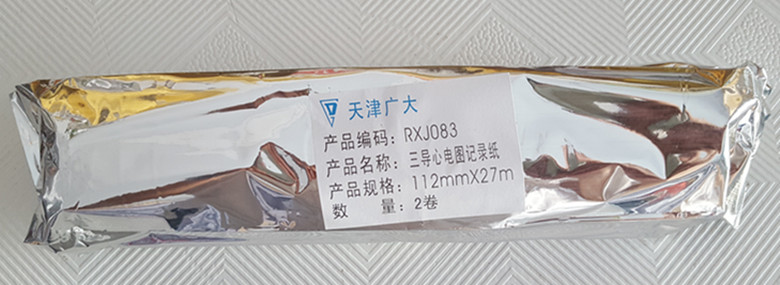 天津广大
产品编码：RXJ083
产品名称：三导心电图记录纸
产品规格：112mmX27m
数 量：2卷